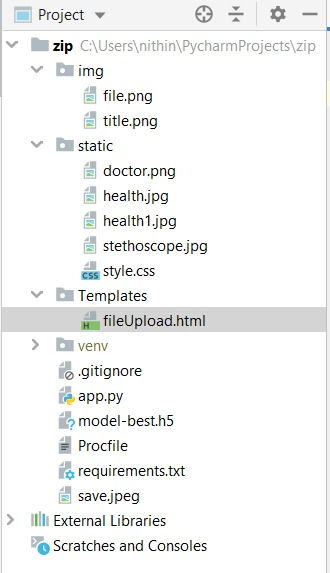 Project
zip C:\Users\nithin\PycharmProjects\zip
img
file.png
title.png
static
doctor.png
health.jpg
health1.jpg
stethoscope.jpg
CSS style.css
Templates
H fileUpload.html
venv
.gitignore
app.py
model-best.h5
Procfile
requirements.txt
save.jpeg
External Libraries
Scratches and Consoles